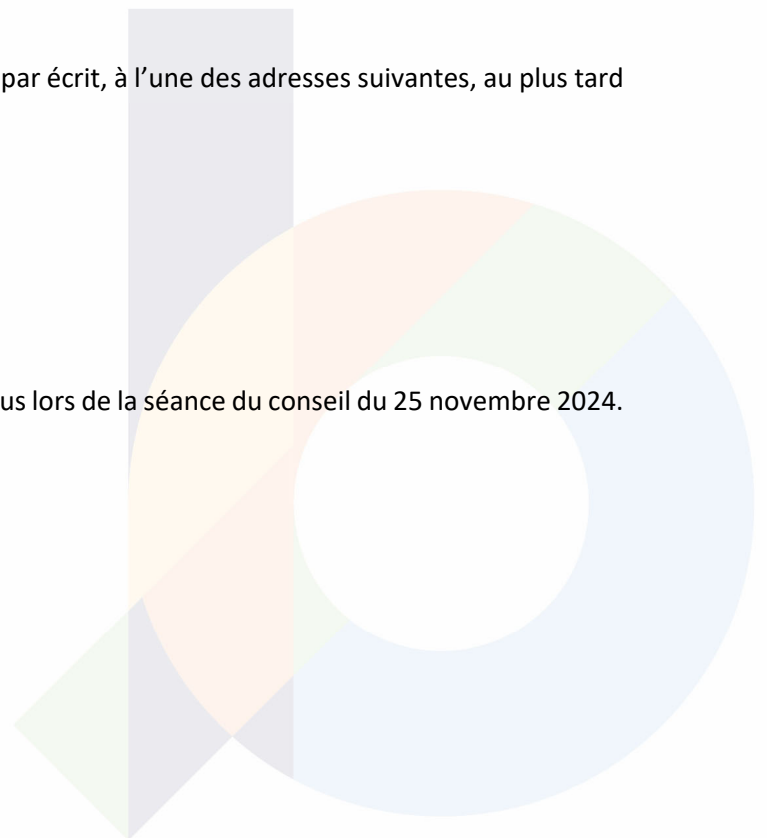 par écrit, à l’une des adresses suivantes, au plus tard
us lors de la séance du conseil du 25 novembre 2024.